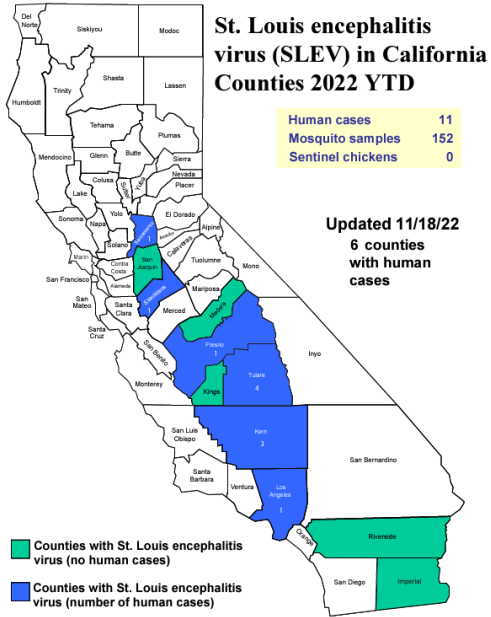 St. Louis encephalitis
virus (SLEV) in California
Counties 2022 YTD
Human cases 11
Mosquito samples 152
Sentinel chickens 0
Updated 11/18/22
6 counties
with human
cases
Del
Norte
Siskiyou
Modoc
Humboldt
Trinity
Shasta
Lassen
Tehama
Plumas
Mendocino
Glenn
Butte
Sierra
Nevada
Placer
Colusa
Sutter
Yuba
Lake
Sonoma
Napa
Yolo
El Dorado
Alpine
Sacramento
1
Amador
Calaveras
Solano
Marin
Contra
Costa
San
Joaquin
Tuolumne
Mono
San Francisco
Alameda
Stanislaus
1
Mariposa
San
Mateo
Santa
Clara
Merced
Madera
Santa
Cruz
San Benito
Fresno
1
Inyo
Tulare
4
Monterey
Kings
San Luis
Obispo
Kern
3
San Bernardino
Santa
Barbara
Ventura
Los
Angeles
1
Orange
Riverside
San Diego
Imperial
Counties with St. Louis encephalitis
virus (no human cases)
Counties with St. Louis encephalitis
virus (number of human cases)